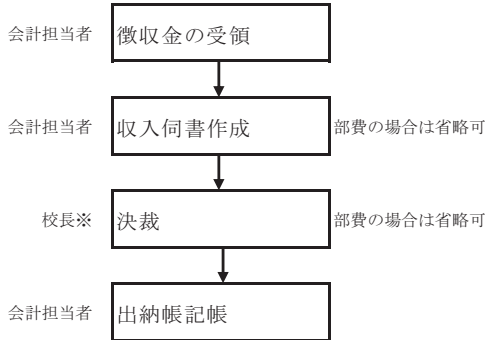 会計担当者 徴収金の受領
会計担当者 収入伺書作成 部費の場合は省略可
校長※ 決裁 部費の場合は省略可
会計担当者 出納帳記帳